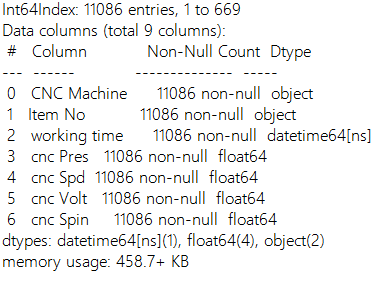 Int64Index: 11086 entries, 1 to 669
Data columns (total 9 columns):
# Column Non-Null Count Dtype
--- ------ -------------- -----
0 CNC Machine 11086 non-null object
1 Item No 11086 non-null object
2 working time 11086 non-null datetime64[ns]
3 cnc Pres 11086 non-null float64
4 cnc Spd 11086 non-null float64
5 cnc Volt 11086 non-null float64
6 cnc Spin 11086 non-null float64
dtypes: datetime64[ns](1), float64(4), object(2)
memory usage: 458.7+ KB